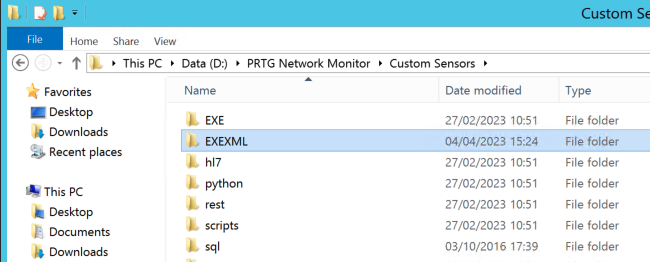 Custom Se
File Home Share View
This PC Data (D:) PRTG Network Monitor Custom Sensors
Name Date modified Type
Favorites
Desktop
Downloads
Recent places
This PC
Desktop
Documents
Downloads
EXE 27/02/2023 10:51 File folder
EXEXML 04/04/2023 15:24 File folder
hl7 27/02/2023 10:51 File folder
python 27/02/2023 10:51 File folder
rest 27/02/2023 10:51 File folder
scripts 27/02/2023 10:51 File folder
sql 03/10/2016 17:39 File folder